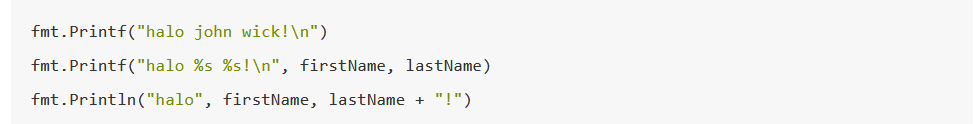 fmt.Printf("halo john wick!\n")
fmt.Printf("halo %s %s!\n", firstName, lastName)
fmt.Println("halo", firstName, lastName + "!")